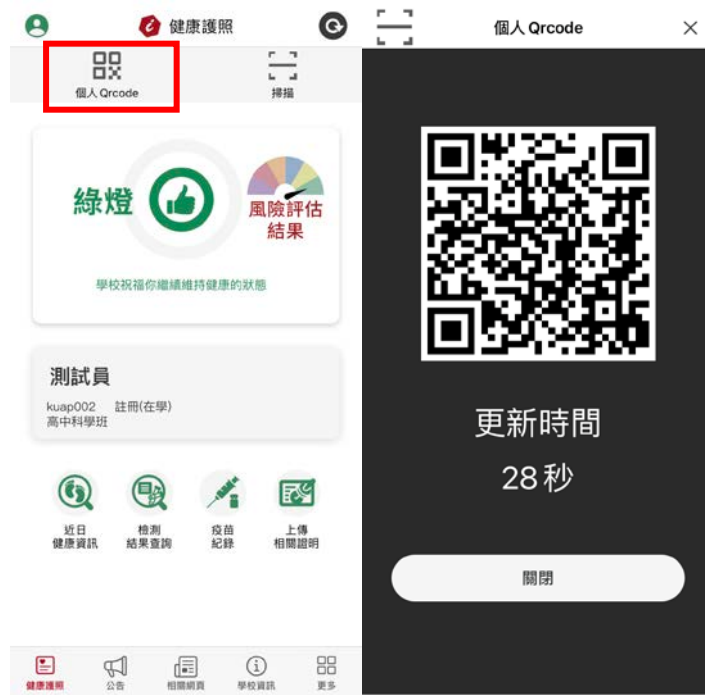 健康護照
個人 Qrcode
掃描
綠燈
風險評估
結果
學校祝福你繼續維持健康的狀態
測試員
kuap002 註冊(在學)
高中科學班
近日
健康資訊
檢測
結果查詢
疫苗
紀錄
上傳
相關證明
健康護照
公告
相關網頁
學校資訊
更多
個人 Qrcode
更新時間
28 秒
關閉